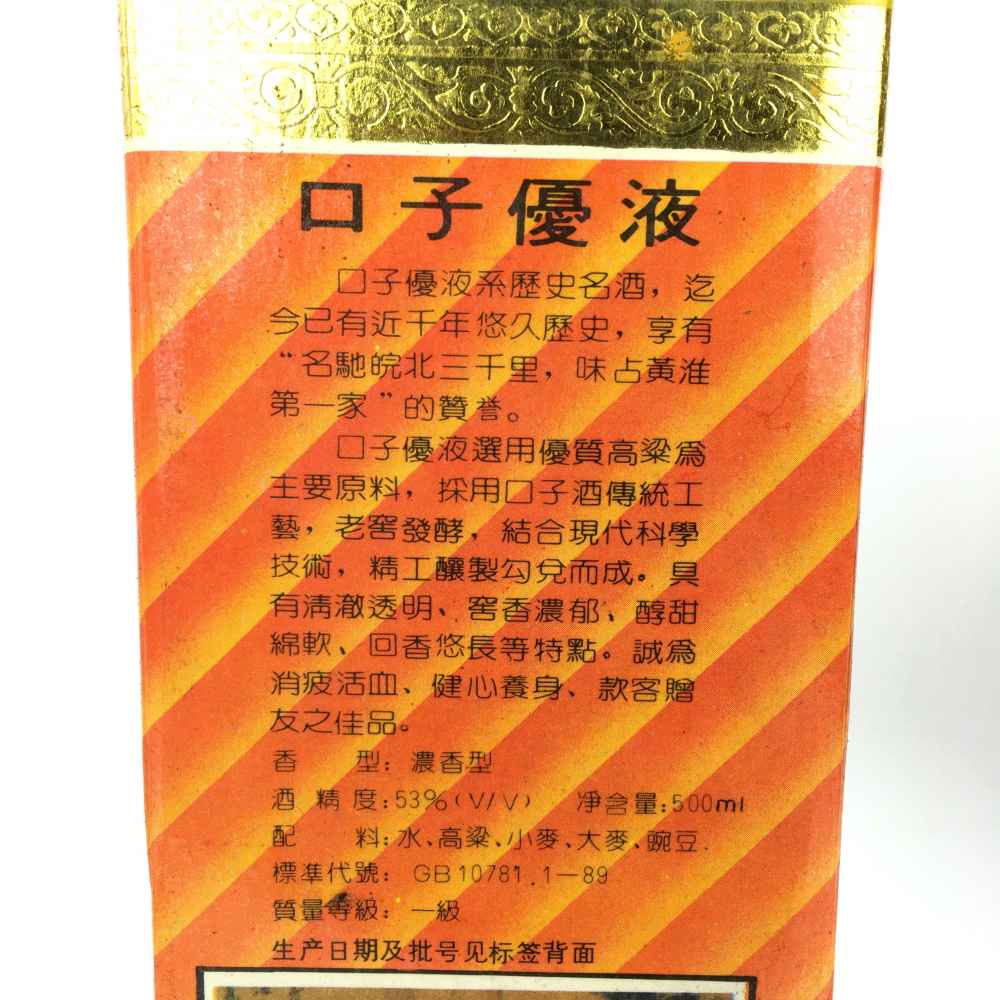 口子優液
口子優液系歷史名酒，迄
今已有近千年悠久歷史，享有
“名馳皖北三千里，味占黃淮
第一家”的贊誉。
口子優液選用優質高粱為
主要原料，採用口子酒傳統工
藝，老窖發酵，結合現代科學
技術，精工釀製勾兌而成。具
有清澈透明、窖香濃郁、醇甜
綿軟、回香悠長等特點。誠為
消疲活血、健心養身、款客贈
友之佳品。
香 型：濃香型
酒 精 度:53%(V/V) 净含量:500ml
配 料:水、高粱、小麥、大麥、豌豆.
標準代號：GB10781.1—89
質量等級：一級
生产日期及批号见标签背面